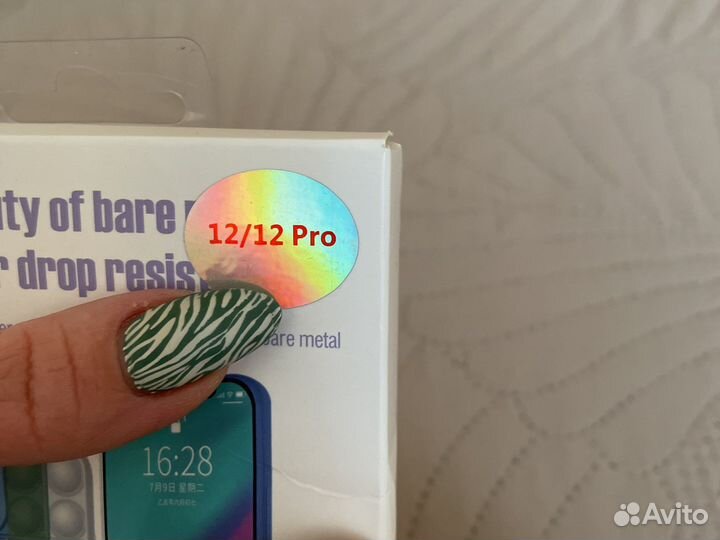 uty of bare
12/12 Pro
r drop resis
bare metal
16:28
7月9日 星期二
Avito